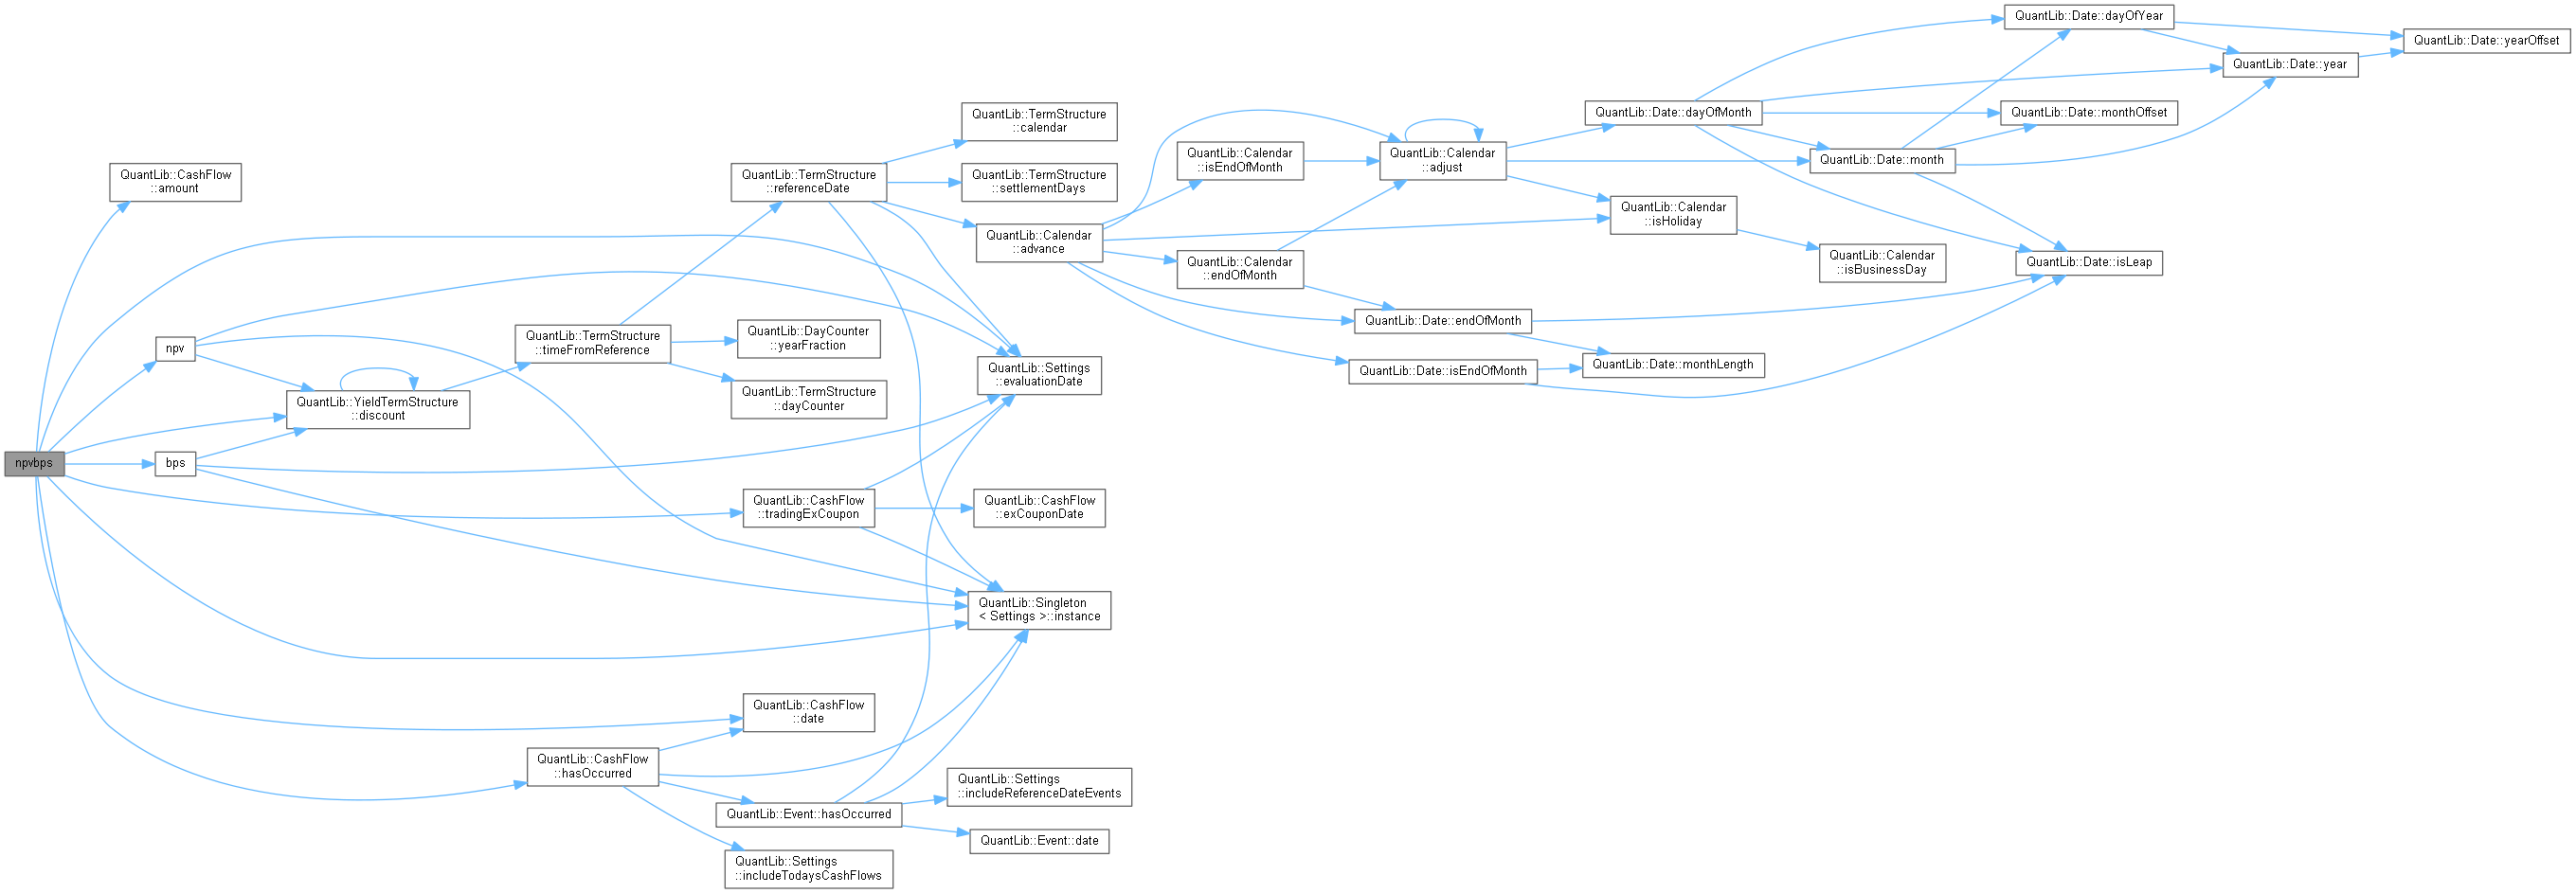 npvbps
QuantLib::CashFlow
::amount
npv
bps
QuantLib::YieldTermStructure
::discount
QuantLib::TermStructure
::timeFromReference
QuantLib::CashFlow
::hasOccurred
QuantLib::TermStructure
::referenceDate
QuantLib::DayCounter
::yearFraction
QuantLib::TermStructure
::dayCounter
QuantLib::CashFlow
::tradingExCoupon
QuantLib::CashFlow
::date
QuantLib::Event::hasOccurred
QuantLib::Settings
::includeTodaysCashFlows
QuantLib::TermStructure
::calendar
QuantLib::TermStructure
::settlementDays
QuantLib::Calendar
::advance
QuantLib::Settings
::evaluationDate
QuantLib::CashFlow
::exCouponDate
QuantLib::Singleton
< Settings >::instance
QuantLib::Settings
::includeReferenceDateEvents
QuantLib::Event::date
QuantLib::Calendar
::isEndOfMonth
QuantLib::Calendar
::endOfMonth
QuantLib::Calendar
::adjust
QuantLib::Date::endOfMonth
QuantLib::Date::isEndOfMonth
QuantLib::Date::dayOfMonth
QuantLib::Calendar
::isHoliday
QuantLib::Date::monthLength
QuantLib::Date::month
QuantLib::Calendar
::isBusinessDay
QuantLib::Date::dayOfYear
QuantLib::Date::monthOffset
QuantLib::Date::isLeap
QuantLib::Date::year
QuantLib::Date::yearOffset